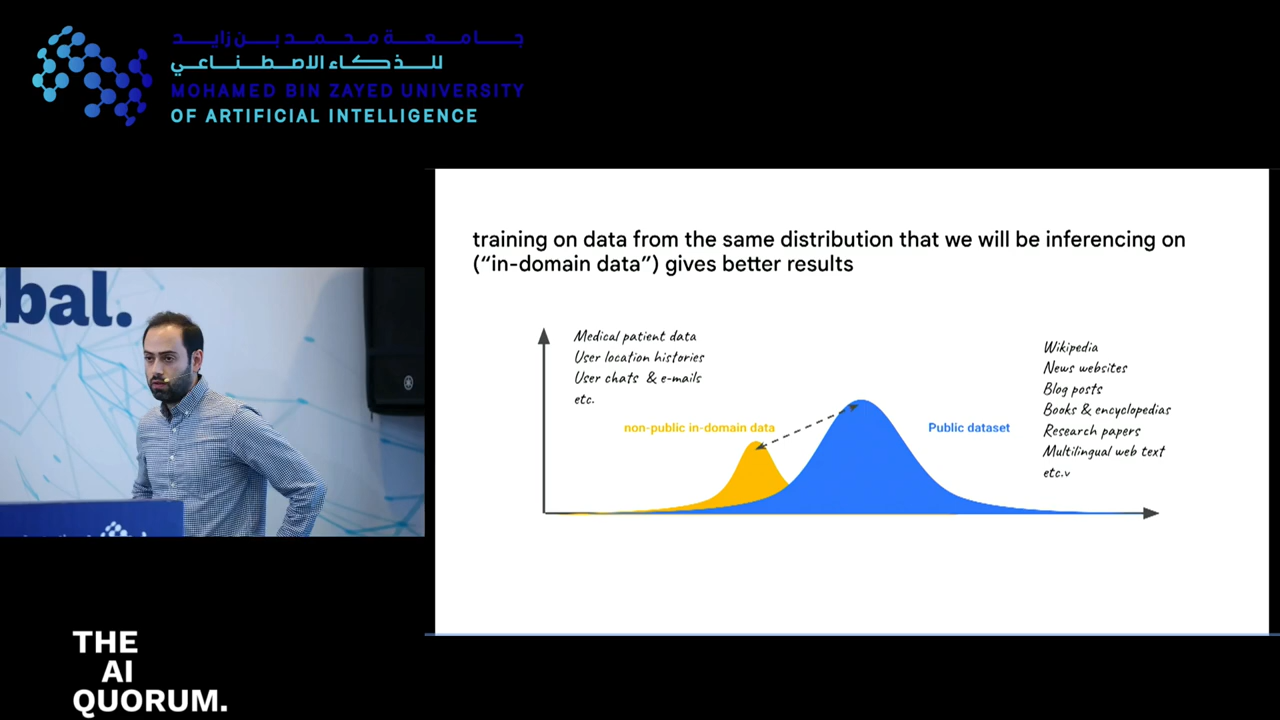 جـــامـــعـــة محـــمـــد بـــن زايـــد
للـــذكـــاء الاصـــطـــنـــاعـــي
MOHAMED BIN ZAYED UNIVERSITY
OF ARTIFICIAL INTELLIGENCE
bal.
training on data from the same distribution that we will be inferencing on
(“in-domain data”) gives better results
Medical patient data
User location histories
User chats & e-mails
etc.
non-public in-domain data
Public dataset
Wikipedia
News websites
Blog posts
Books & encyclopedias
Research papers
Multilingual web text
etc.v
THE
AI
QUORUM.